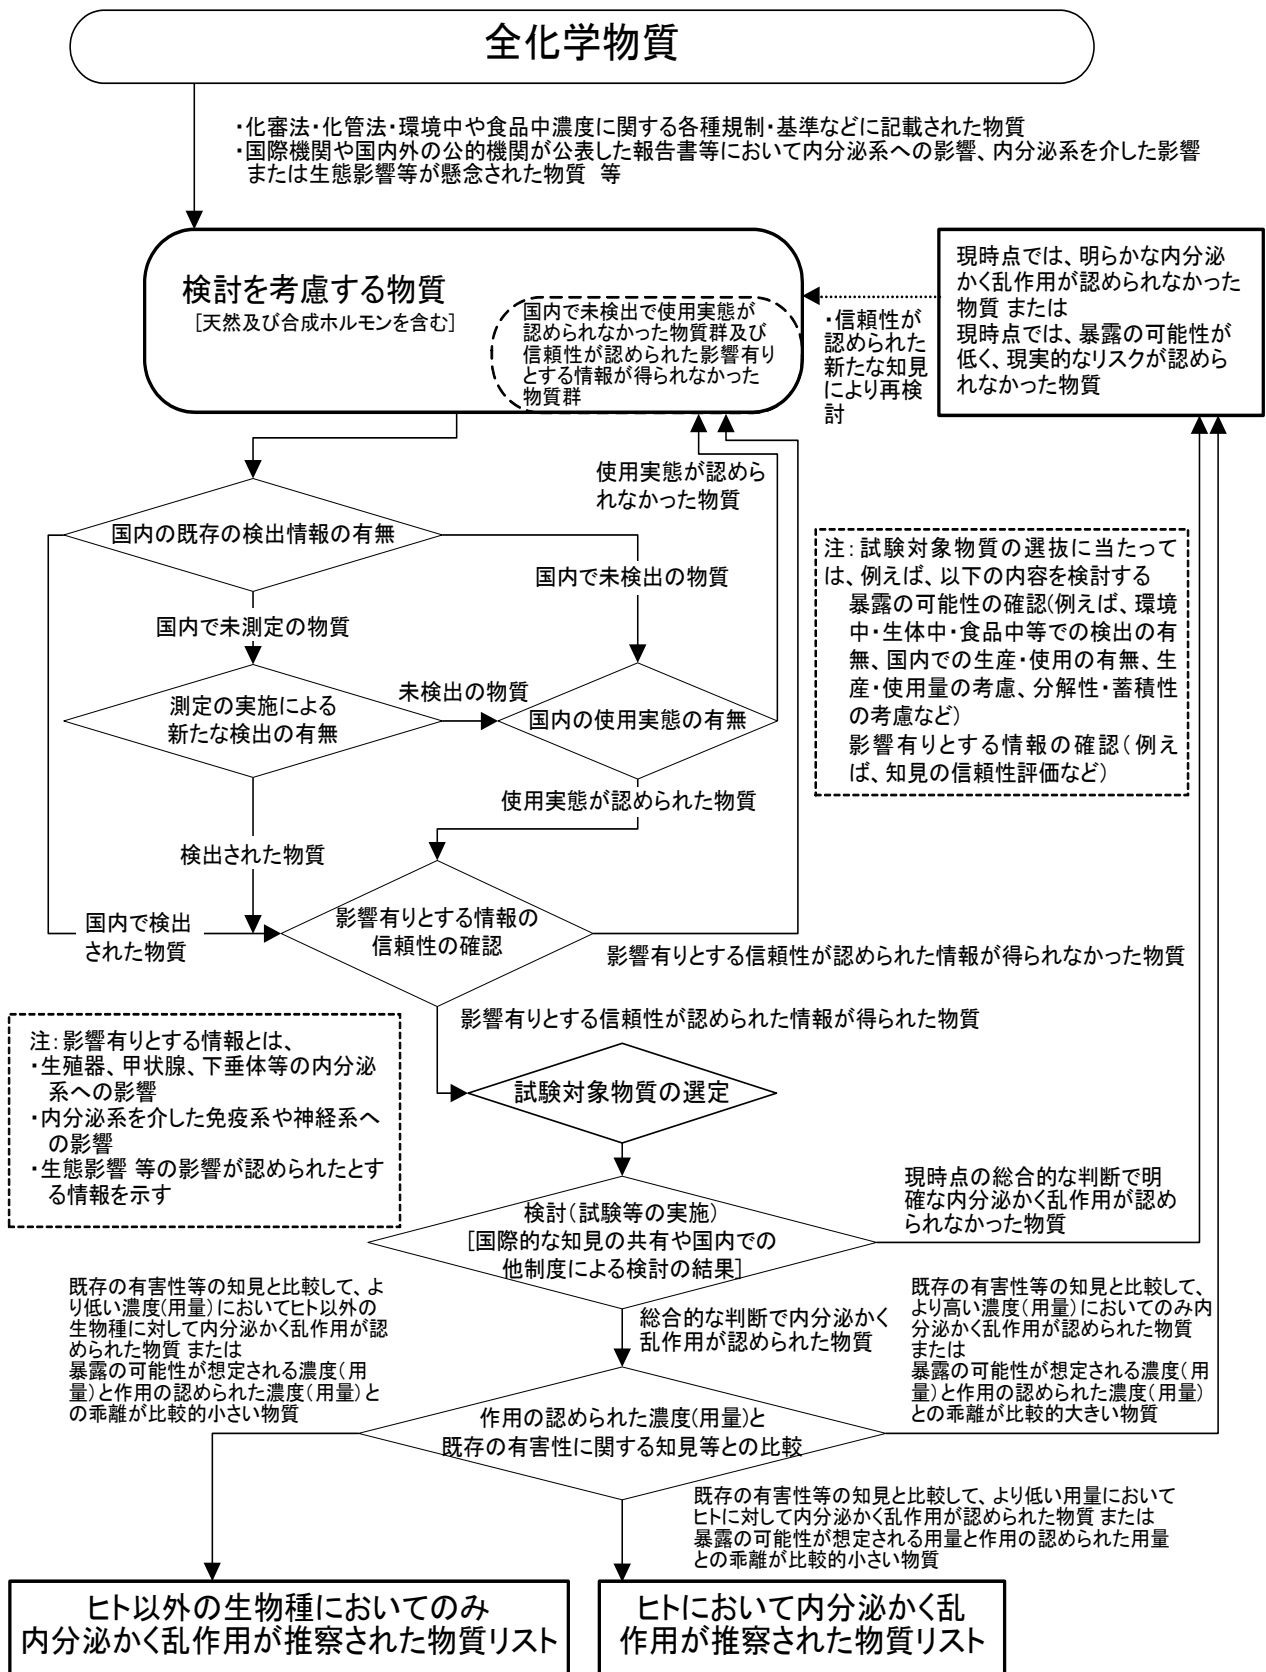 全化学物質
・化審法・化管法・環境中や食品中濃度に関する各種規制・基準などに記載された物質
・国際機関や国内外の公的機関が公表した報告書等において内分泌系への影響、内分泌系を介した影響
または生態影響等が懸念された物質 等
検討を考慮する物質
[天然及び合成ホルモンを含む]
国内で未検出で使用実態が
認められなかった物質群及び
信頼性が認められた影響有り
とする情報が得られなかった
物質群
・信頼性が
認められた
新たな知見
により再検
討
現時点では、明らかな内分泌
かく乱作用が認められなかった
物質 または
現時点では、暴露の可能性が
低く、現実的なリスクが認めら
れなかった物質
使用実態が認めら
れなかった物質
国内の既存の検出情報の有無
国内で未検出の物質
国内で未測定の物質
注：試験対象物質の選抜に当たって
は、例えば、以下の内容を検討する
暴露の可能性の確認(例えば、環境
中・生体中・食品中等での検出の有
無、国内での生産・使用の有無、生
産・使用量の考慮、分解性・蓄積性
の考慮など)
影響有りとする情報の確認(例え
ば、知見の信頼性評価など)
測定の実施による
新たな検出の有無
未検出の物質
国内の使用実態の有無
使用実態が認められた物質
検出された物質
国内で検出
された物質
影響有りとする情報の
信頼性の確認
影響有りとする信頼性が認められた情報が得られなかった物質
影響有りとする信頼性が認められた情報が得られた物質
注：影響有りとする情報とは、
・生殖器、甲状腺、下垂体等の内分泌
系への影響
・内分泌系を介した免疫系や神経系へ
の影響
・生態影響 等の影響が認められたとす
る情報を示す
試験対象物質の選定
検討(試験等の実施)
[国際的な知見の共有や国内での
他制度による検討の結果]
現時点の総合的な判断で明
確な内分泌かく乱作用が認め
られなかった物質
総合的な判断で内分泌かく
乱作用が認められた物質
既存の有害性等の知見と比較して、よ
り低い濃度(用量)においてヒト以外の
生物種に対して内分泌かく乱作用が認
められた物質 または
暴露の可能性が想定される濃度(用
量)と作用の認められた濃度(用量)と
の乖離が比較的小さい物質
既存の有害性等の知見と比較して、
より高い濃度(用量)においてのみ内
分泌かく乱作用が認められた物質
または
暴露の可能性が想定される濃度(用
量)と作用の認められた濃度(用量)
との乖離が比較的大きい物質
作用の認められた濃度(用量)と
既存の有害性に関する知見等との比較
既存の有害性等の知見と比較して、より低い用量において
ヒトに対して内分泌かく乱作用が認められた物質 または
暴露の可能性が想定される用量と作用の認められた用量
との乖離が比較的小さい物質
ヒト以外の生物種においてのみ
内分泌かく乱作用が推察された物質リスト
ヒトにおいて内分泌かく乱
作用が推察された物質リスト